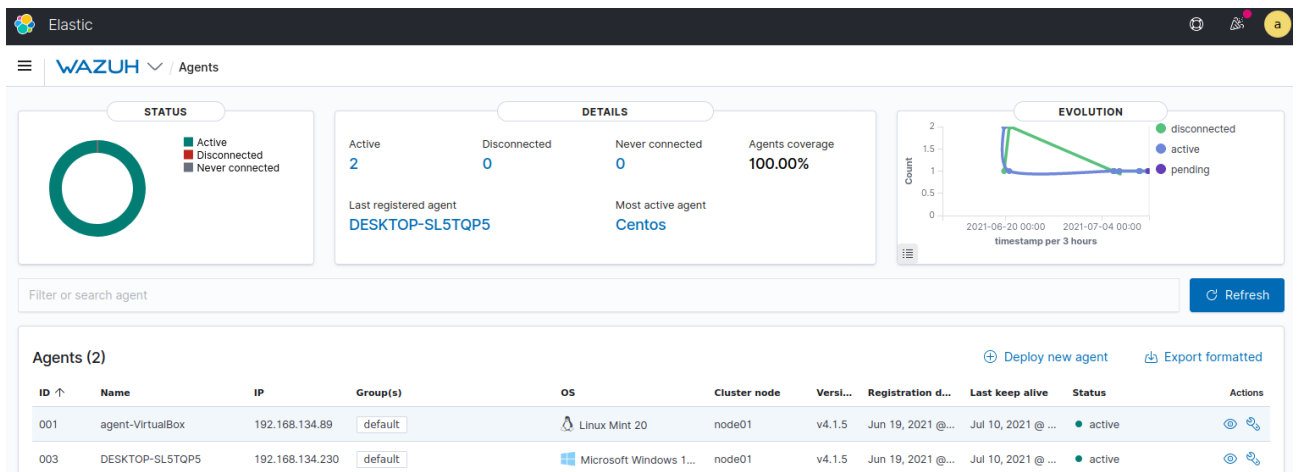 Elastic
a
WAZUH / Agents
STATUS
Active
Disconnected
Never connected
DETAILS
Active Disconnected Never connected Agents coverage
2 0 0 100.00%
Last registered agent Most active agent
DESKTOP-SL5TQP5 Centos
EVOLUTION
2
1.5
1
0.5
0
Count
2021-06-20 00:00 2021-07-04 00:00
timestamp per 3 hours
disconnected
active
pending
Filter or search agent
Refresh
Agents (2)
Deploy new agent
Export formatted
ID Name IP Group(s) OS Cluster node Versi... Registration d... Last keep alive Status Actions
001 agent-VirtualBox 192.168.134.89 default Linux Mint 20 node01 v4.1.5 Jun 19, 2021 @... Jul 10, 2021 @ ... active
003 DESKTOP-SL5TQP5 192.168.134.230 default Microsoft Windows 1... node01 v4.1.5 Jun 19, 2021 @... Jul 10, 2021 @ ... active